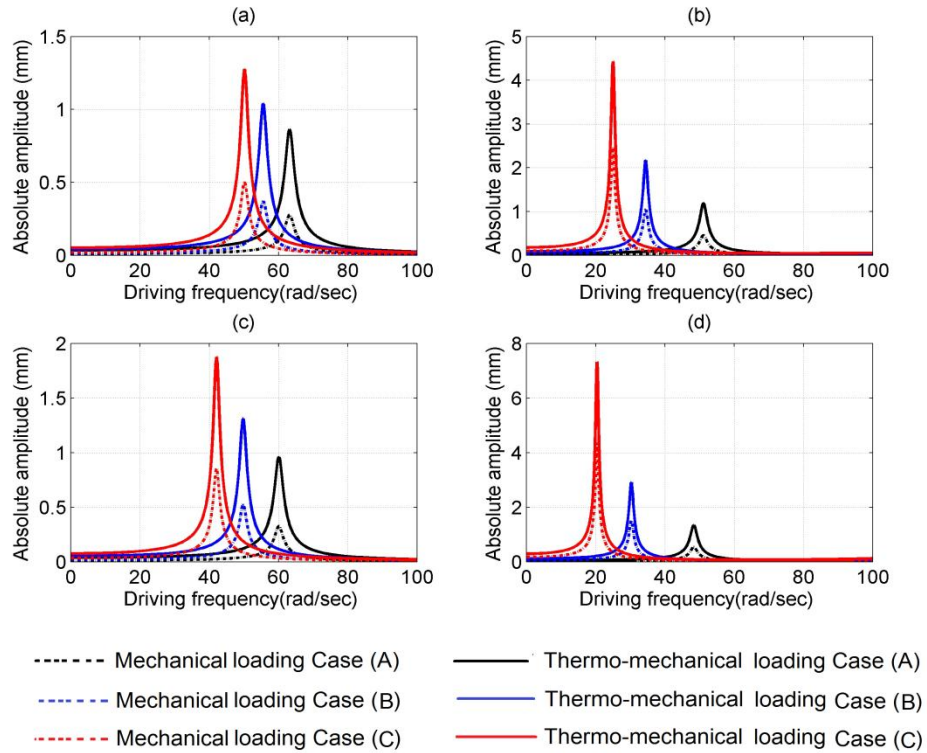 (a)
Absolute amplitude (mm)
1.5
1
0.5
0
0 20 40 60 80 100
Driving frequency(rad/sec)
(b)
Absolute amplitude (mm)
5
4
3
2
1
0
0 20 40 60 80 100
Driving frequency(rad/sec)
(c)
Absolute amplitude (mm)
2
1.5
1
0.5
0
0 20 40 60 80 100
Driving frequency(rad/sec)
(d)
Absolute amplitude (mm)
8
6
4
2
0
0 20 40 60 80 100
Driving frequency(rad/sec)
Mechanical loading Case (A)
Mechanical loading Case (B)
Mechanical loading Case (C)
Thermo-mechanical loading Case (A)
Thermo-mechanical loading Case (B)
Thermo-mechanical loading Case (C)